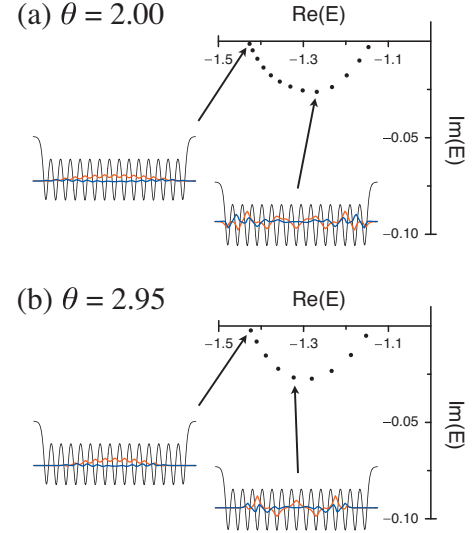 (a) θ = 2.00
Re(E)
−1.5
−1.3
−1.1
−0.05
−0.10
Im(E)
(b) θ = 2.95
Re(E)
−1.5
−1.3
−1.1
−0.05
−0.10
Im(E)